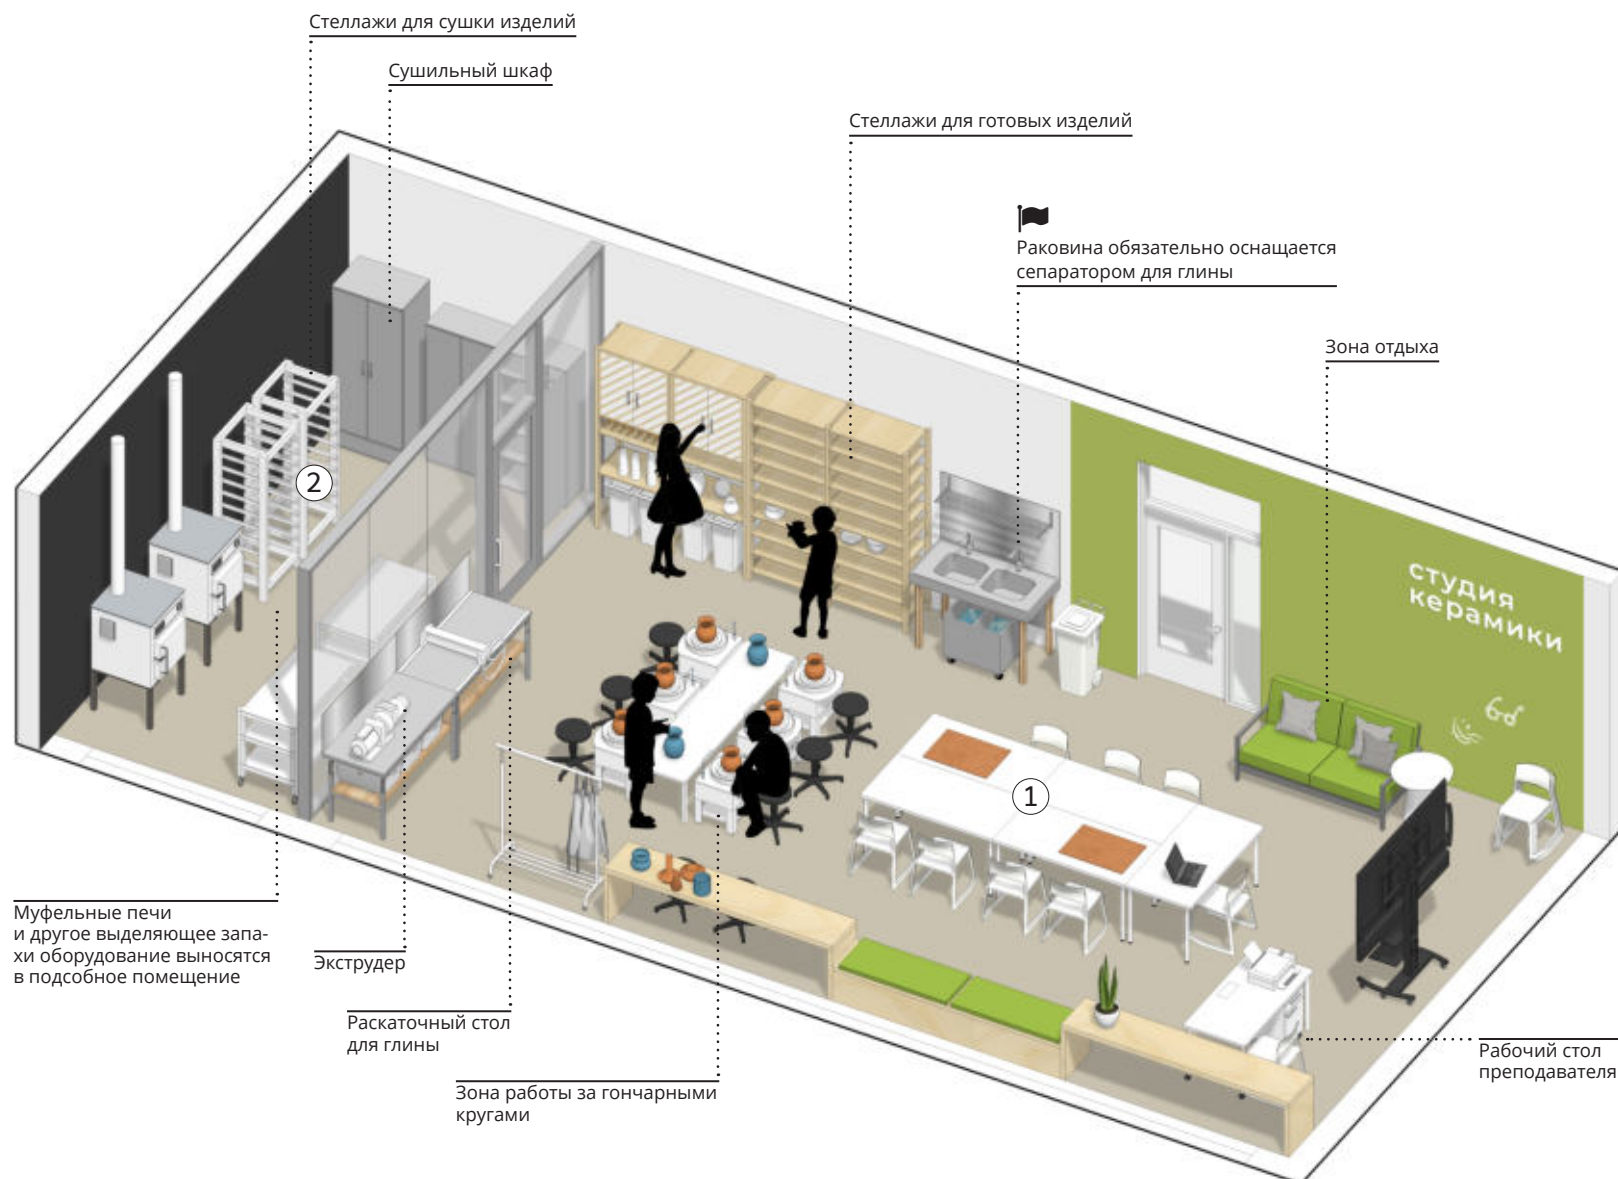 Стеллажи для сушки изделий
Сушильный шкаф
Стеллажи для готовых изделий
Раковина обязательно оснащается
сепаратором для глины
Зона отдыха
студия
керамики
2
1
Муфельные печи
и другое выделяющее запа-
хи оборудование выносятся
в подсобное помещение
Экструдер
Раскаточный стол
для глины
Зона работы за гончарными
кругами
Рабочий стол
преподавателя